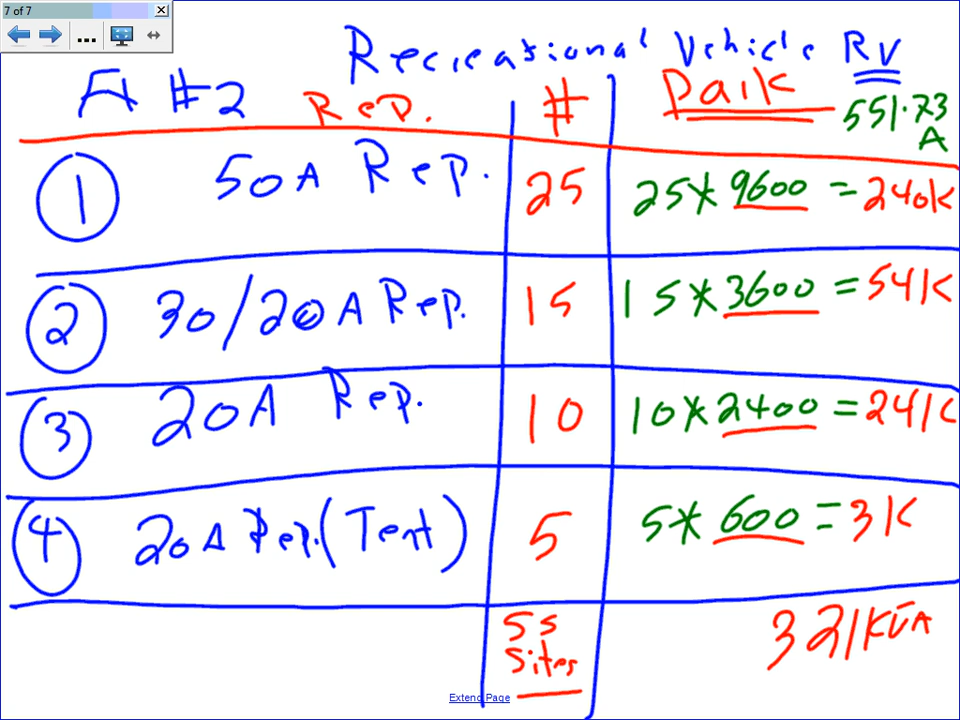 7 of 7
Recreational Vehicle RV
A #2 ReP. # Park 551.73 A
1 50A Rep. 25 25*9600 = 240K
2 30/20A Rep. 15 15*3600 = 54K
3 20A Rep. 10 10*2400 = 24K
4 20A Rep. (Tent) 5 5*600 = 3K
55 Sites 321KVA
Extend Page